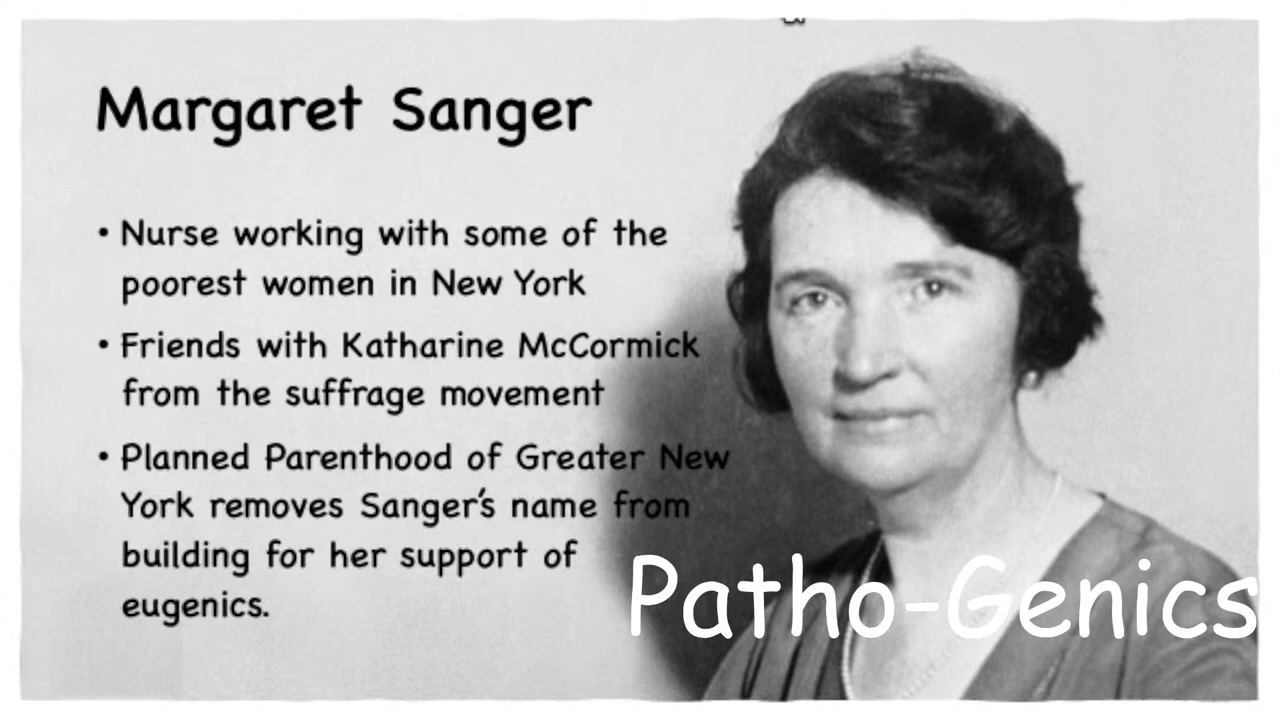 Margaret Sanger
• Nurse working with some of the
poorest women in New York
• Friends with Katharine McCormick
from the suffrage movement
• Planned Parenthood of Greater New
York removes Sanger's name from
building for her support of
eugenics.
Patho-Genics